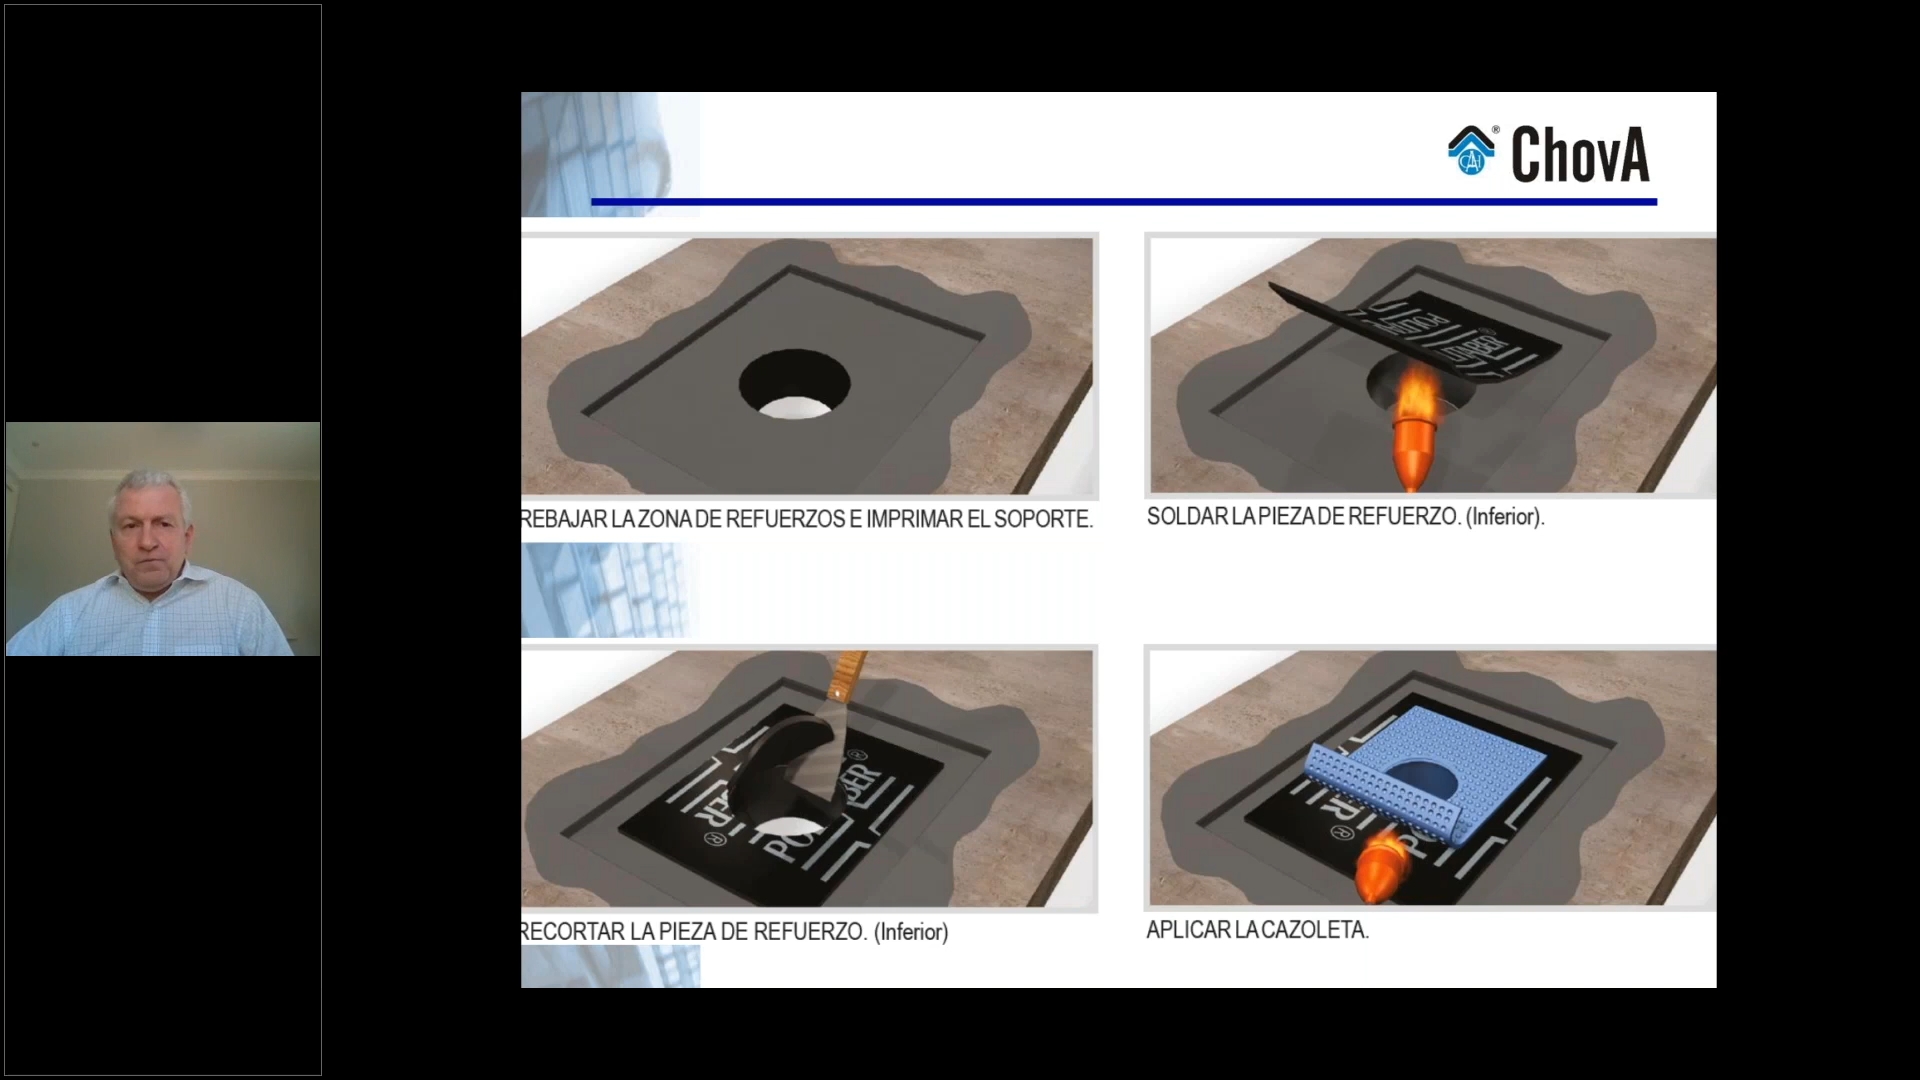 ChovA
REBAJAR LA ZONA DE REFUERZOS E IMPRIMAR EL SOPORTE.
SOLDAR LA PIEZA DE REFUERZO. (Inferior).
RECORTAR LA PIEZA DE REFUERZO. (Inferior)
APLICAR LA CAZOLETA.